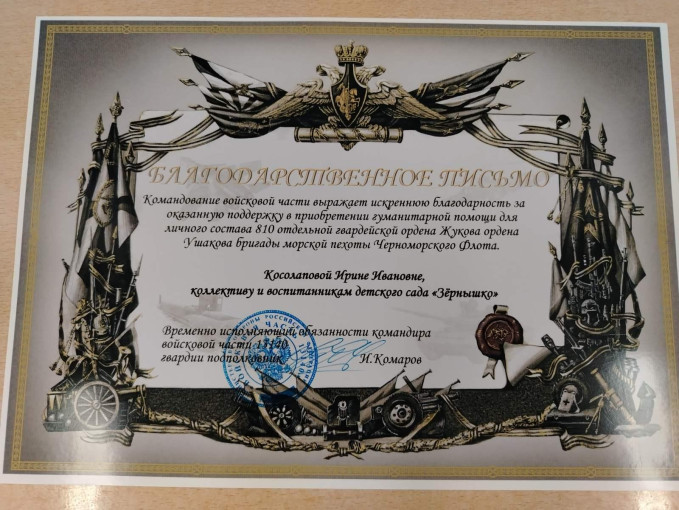 БЛАГОДАРСТВЕННОЕ ПИСЬМО
Командование войсковой части выражает искреннюю благодарность за
оказанную поддержку в приобретении гуманитарной помощи для
личного состава 810 отдельной гвардейской ордена Жукова ордена
Ушакова бригады морской пехоты Черноморского Флота.
Косолаповой Ирине Ивановне,
коллективу и воспитанникам детского сада «Зёрнышко»
Временно исполняющий обязанности командира
войсковой части 13140
гвардии подполковник И.Комаров